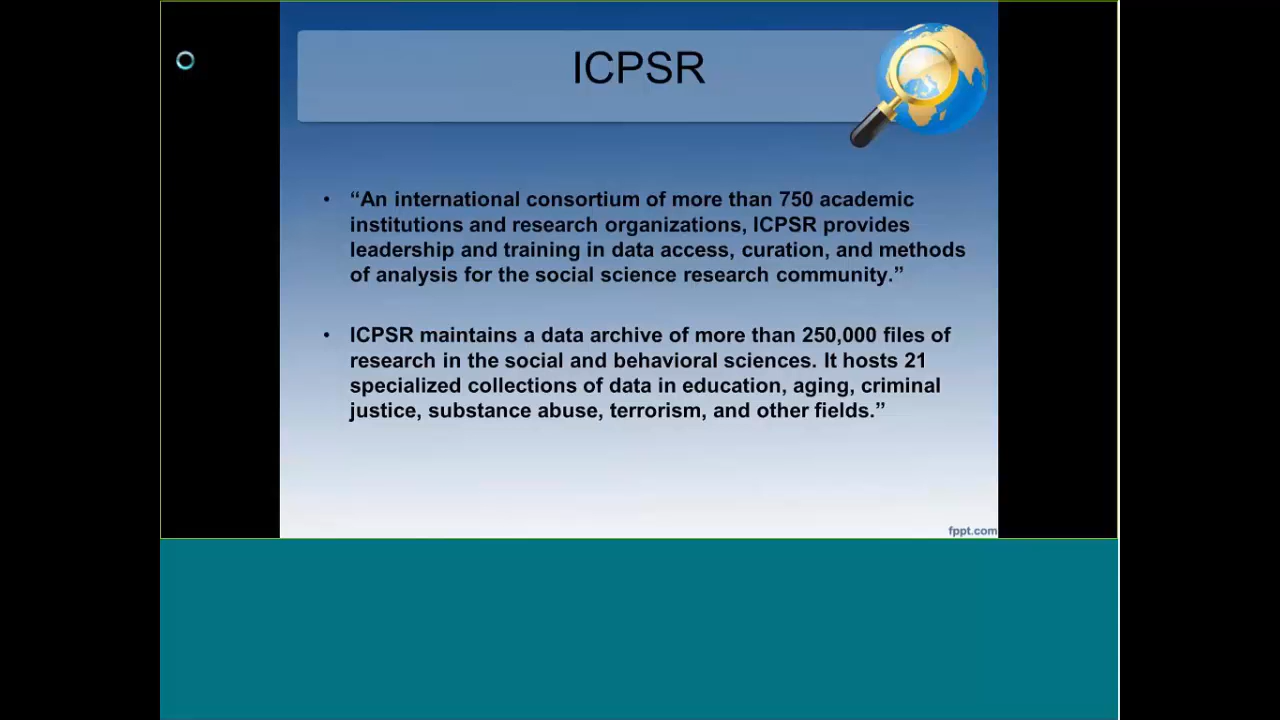 ICPSR
• “An international consortium of more than 750 academic
institutions and research organizations, ICPSR provides
leadership and training in data access, curation, and methods
of analysis for the social science research community.”
• ICPSR maintains a data archive of more than 250,000 files of
research in the social and behavioral sciences. It hosts 21
specialized collections of data in education, aging, criminal
justice, substance abuse, terrorism, and other fields.”
fppt.com